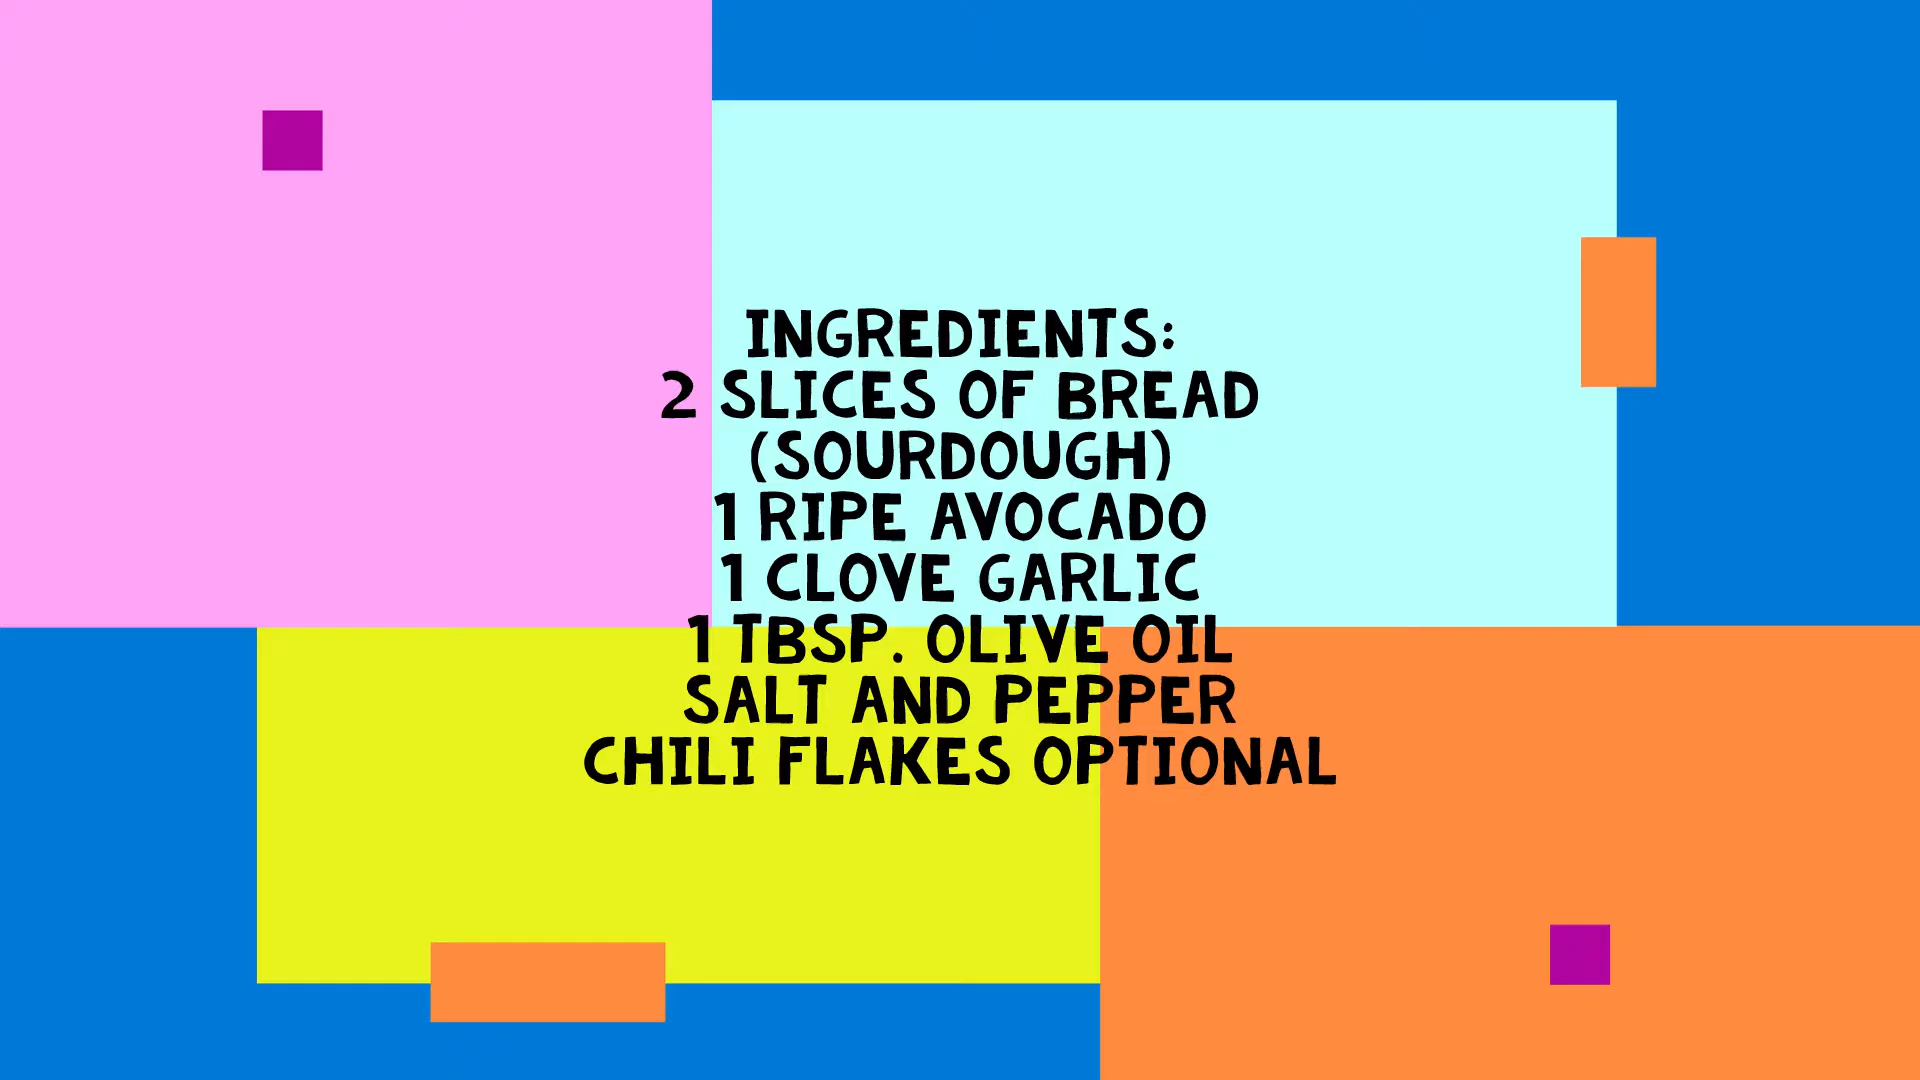 INGREDIENTS:
2 SLICES OF BREAD
(SOURDOUGH)
1 RIPE AVOCADO
1 CLOVE GARLIC
1 TBSP. OLIVE OIL
SALT AND PEPPER
CHILI FLAKES OPTIONAL